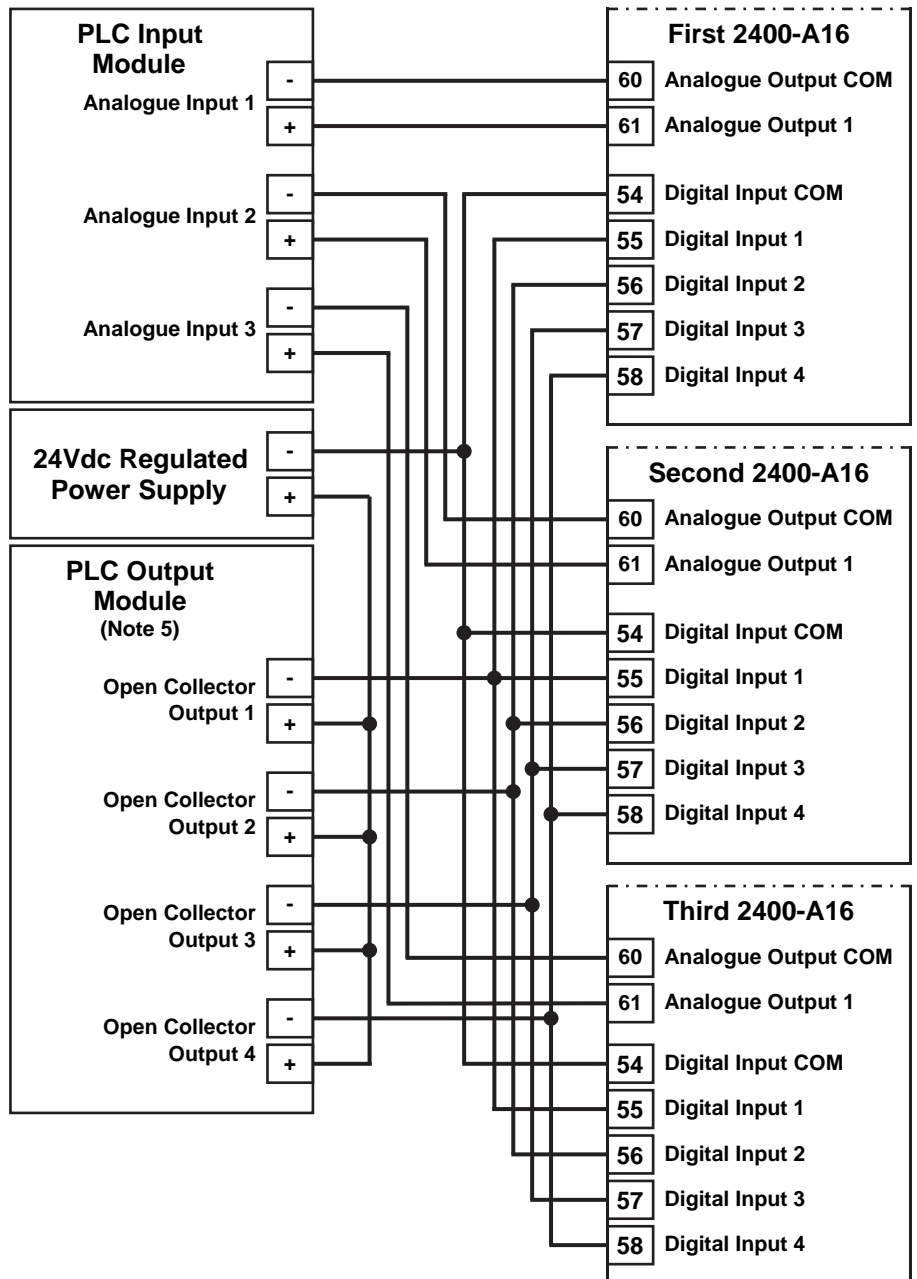 PLC Input
Module
Analogue Input 1
-
+
Analogue Input 2
-
+
Analogue Input 3
-
+
24Vdc Regulated
Power Supply
-
+
PLC Output
Module
(Note 5)
Open Collector
Output 1
-
+
Open Collector
Output 2
-
+
Open Collector
Output 3
-
+
Open Collector
Output 4
-
+
First 2400-A16
60 Analogue Output COM
61 Analogue Output 1
54 Digital Input COM
55 Digital Input 1
56 Digital Input 2
57 Digital Input 3
58 Digital Input 4
Second 2400-A16
60 Analogue Output COM
61 Analogue Output 1
54 Digital Input COM
55 Digital Input 1
56 Digital Input 2
57 Digital Input 3
58 Digital Input 4
Third 2400-A16
60 Analogue Output COM
61 Analogue Output 1
54 Digital Input COM
55 Digital Input 1
56 Digital Input 2
57 Digital Input 3
58 Digital Input 4